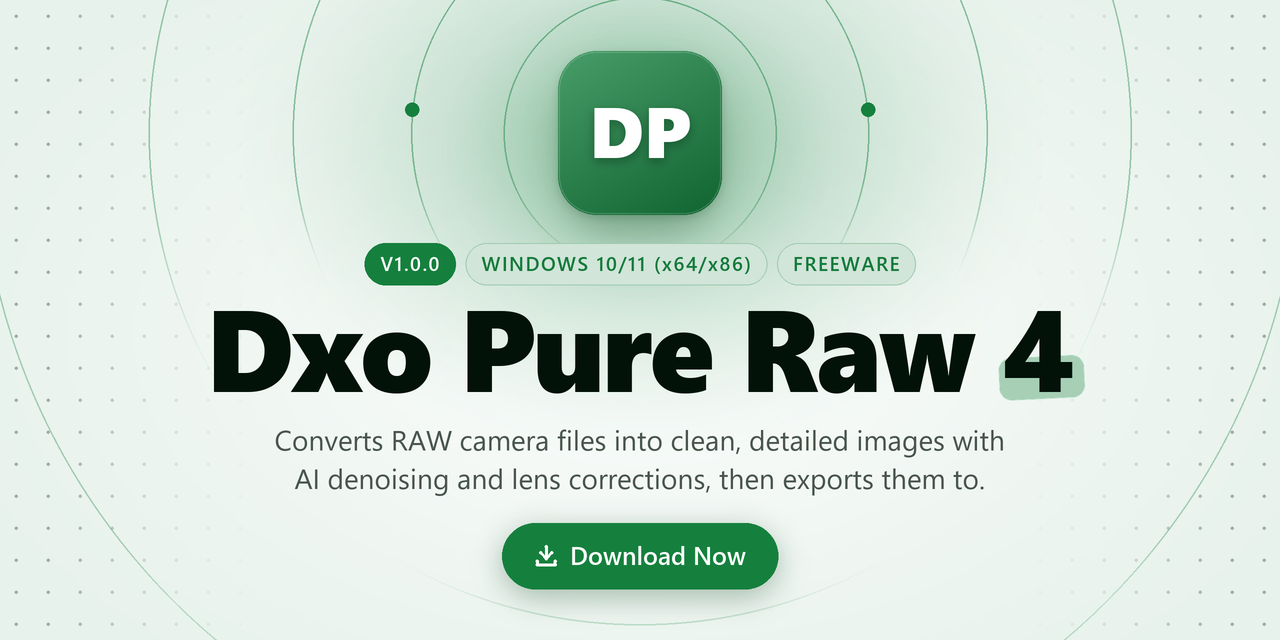 DP
V1.0.0
WINDOWS 10/11 (x64/x86)
FREEWARE
Dxo Pure Raw 4
Converts RAW camera files into clean, detailed images with
AI denoising and lens corrections, then exports them to.
Download Now